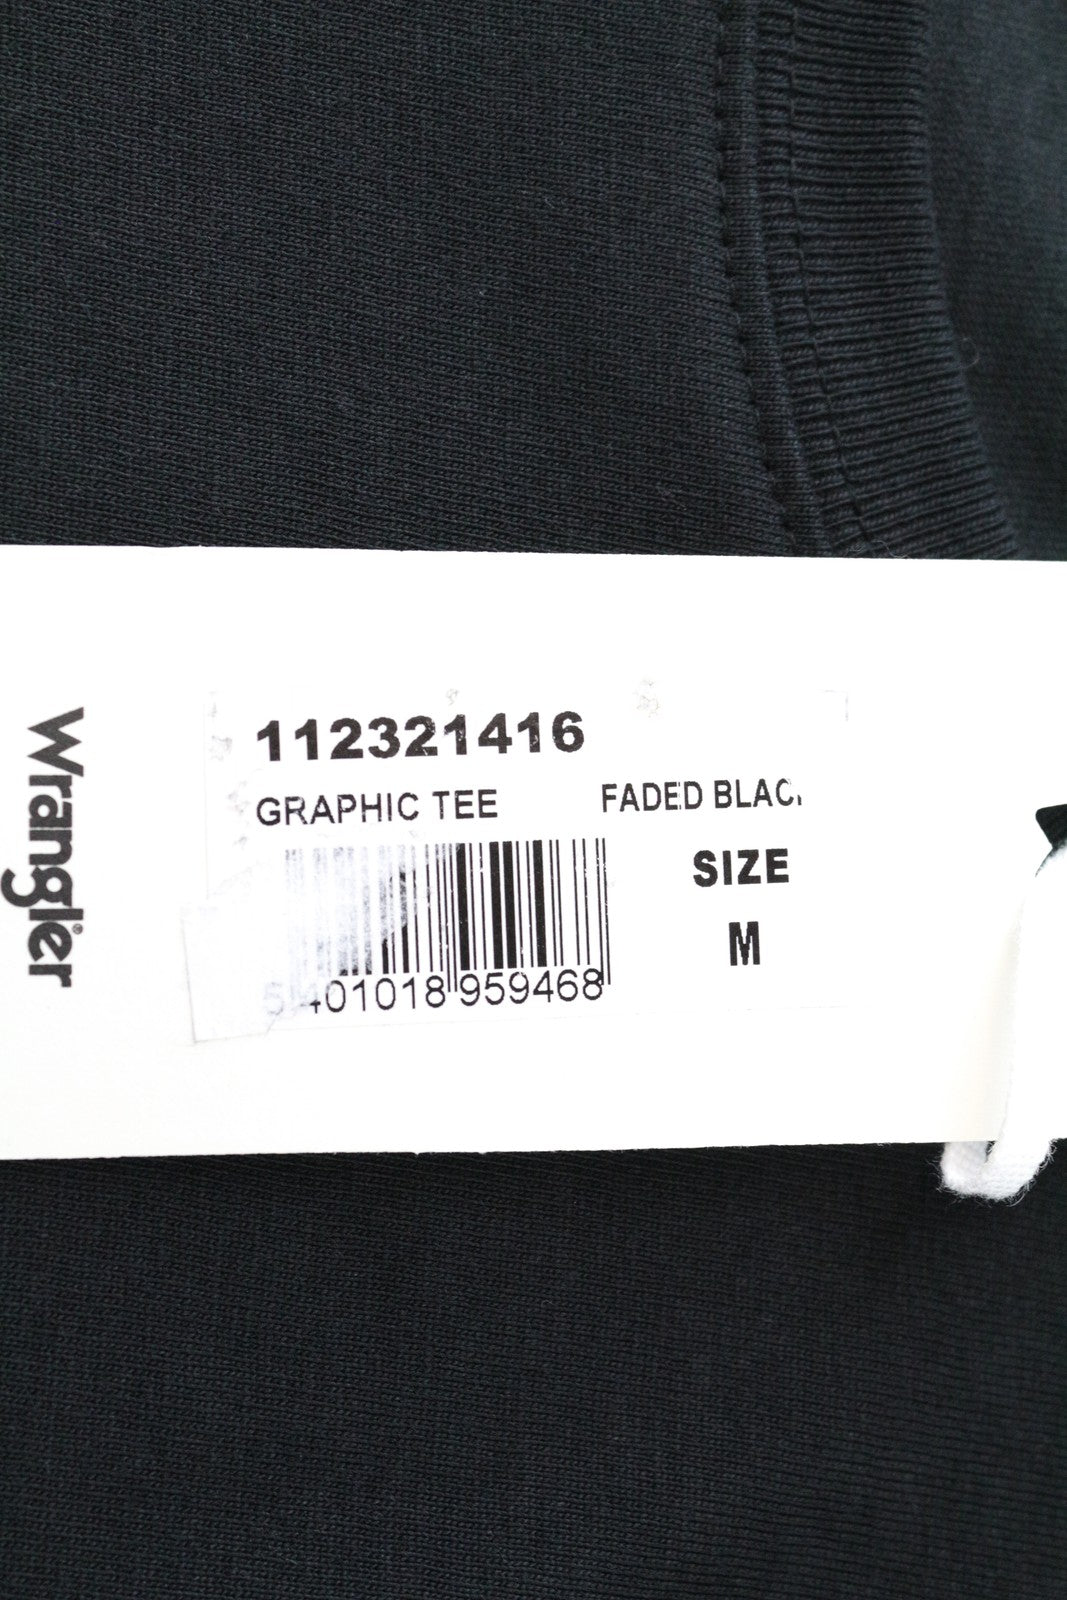 Wrangler®
112321416
GRAPHIC TEE FADED BLAC
SIZE
M
5401018959468